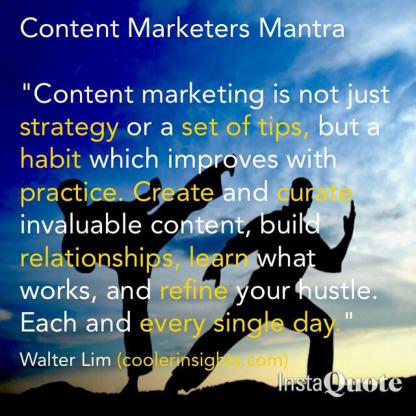 Content Marketers Mantra
"Content marketing is not just
strategy or a set of tips, but a
habit which improves with
practice. Create and curate
invaluable content, build
relationships, learn what
works, and refine your hustle.
Each and every single day."
Walter Lim (coolerinsights.com)
InstaQuote